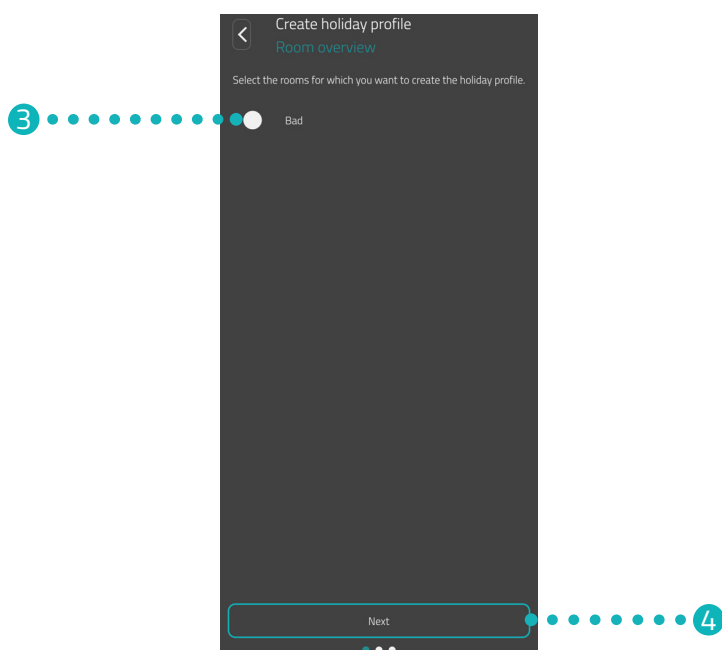 Create holiday profile
Room overview
Select the rooms for which you want to create the holiday profile.
3
Bad
Next
4